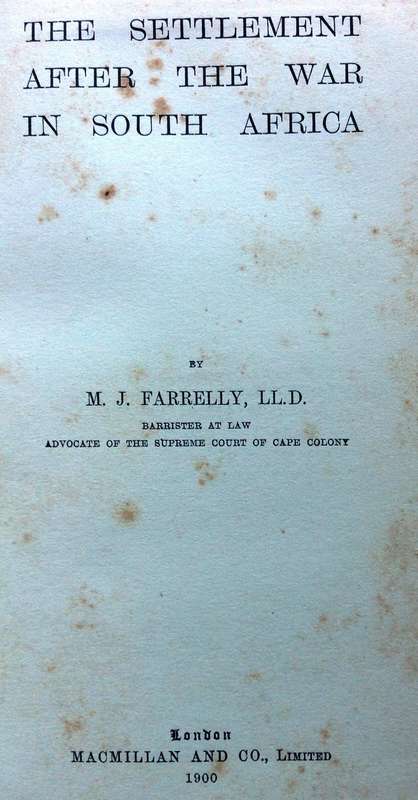 THE SETTLEMENT
AFTER THE WAR
IN SOUTH AFRICA
BY
M. J. FARRELLY, LL.D.
BARRISTER AT LAW
ADVOCATE OF THE SUPREME COURT OF CAPE COLONY
London
MACMILLAN AND CO., LIMITED
1900